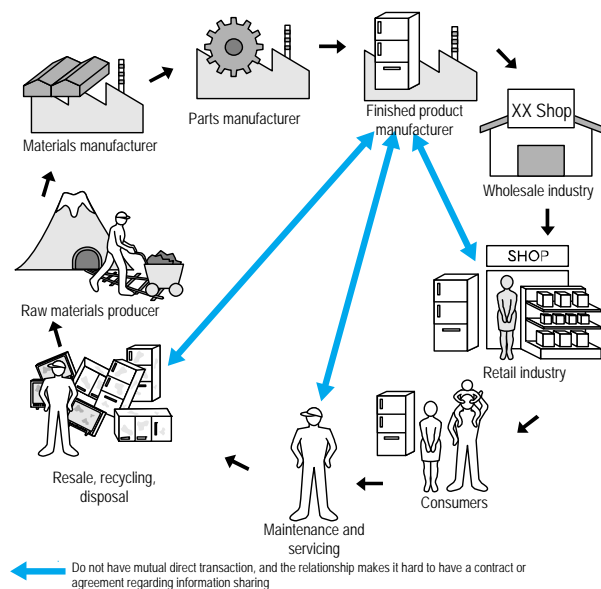 Materials manufacturer
Parts manufacturer
Finished product
manufacturer
XX Shop
Wholesale industry
SHOP
Retail industry
Consumers
Maintenance and
servicing
Resale, recycling,
disposal
Raw materials producer
Do not have mutual direct transaction, and the relationship makes it hard to have a contract or
agreement regarding information sharing